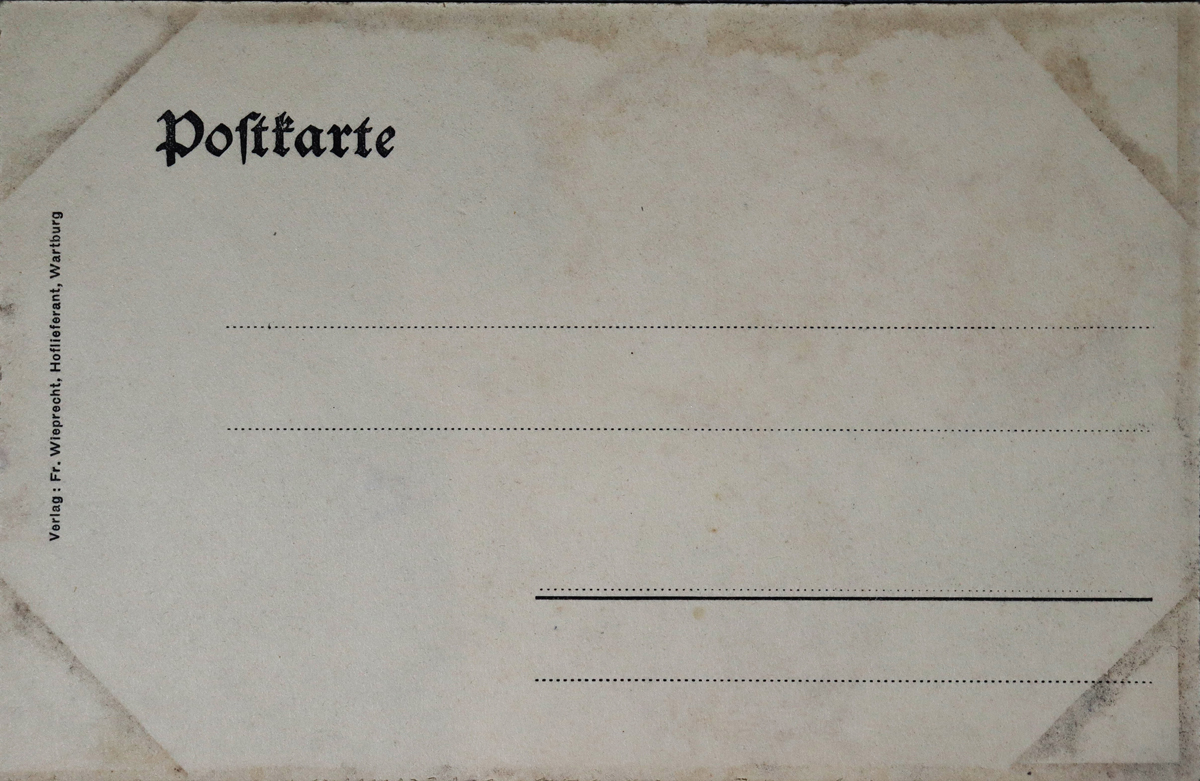 Poſtkarte
Verlag: Fr. Wieprecht, Hoflieferant, Wartburg